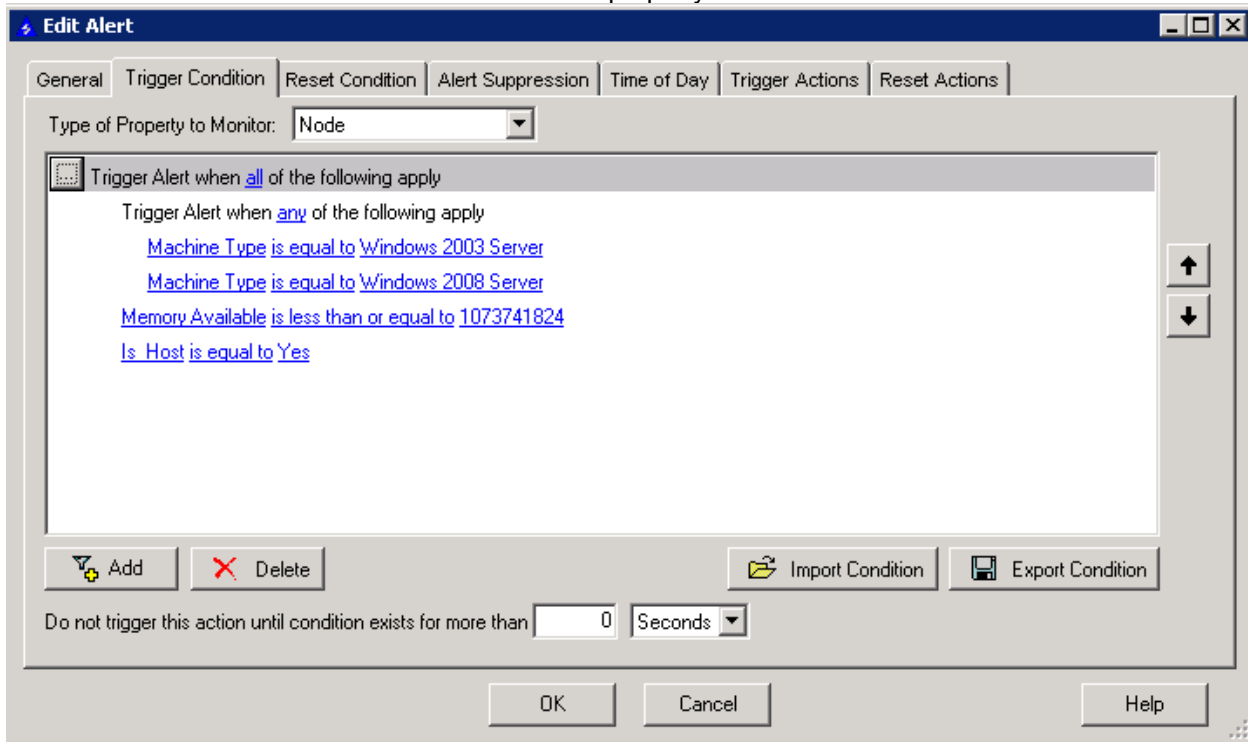 Edit Alert
General Trigger Condition Reset Condition Alert Suppression Time of Day Trigger Actions Reset Actions
Type of Property to Monitor: Node
... Trigger Alert when all of the following apply
Trigger Alert when any of the following apply
Machine Type is equal to Windows 2003 Server
Machine Type is equal to Windows 2008 Server
Memory Available is less than or equal to 1073741824
Is_Host is equal to Yes
Add Delete Import Condition Export Condition
Do not trigger this action until condition exists for more than 0 Seconds
OK Cancel Help